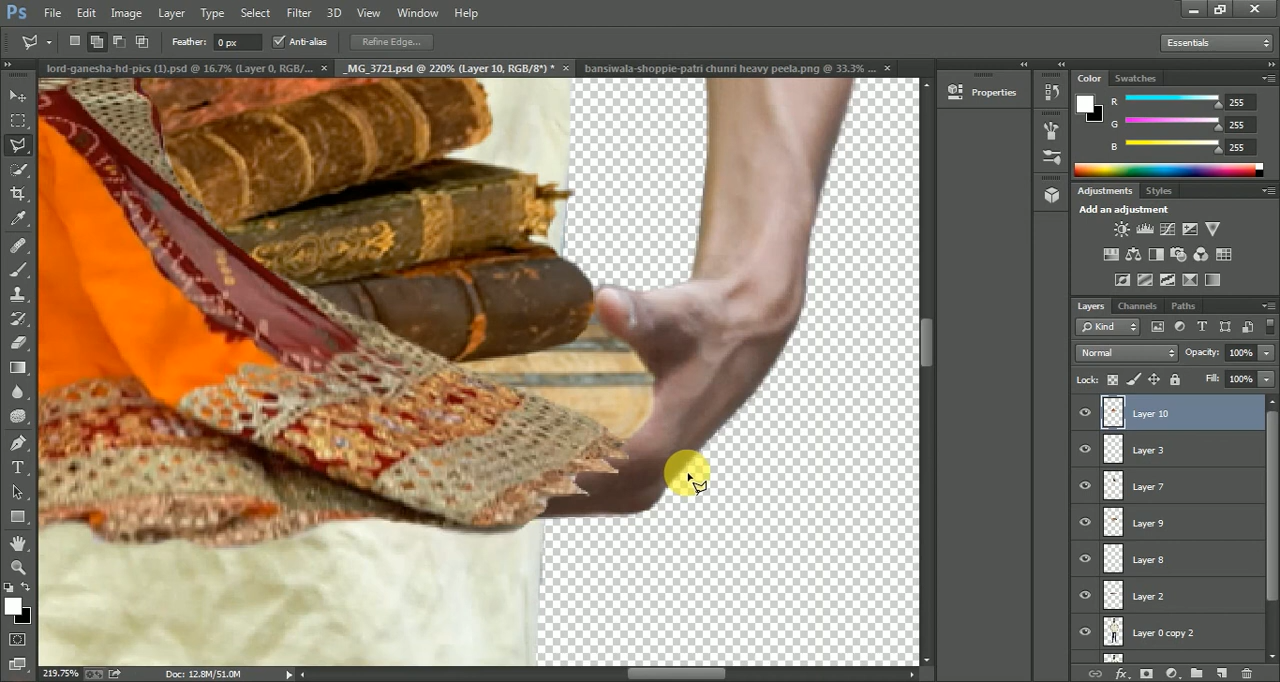 Ps File Edit Image Layer Type Select Filter 3D View Window Help
Feather: 0 px Anti-alias Refine Edge... Essentials
lord-ganesha-hd-pics (1).psd @ 16.7% (Layer 0, RGB/... × _MG_3721.psd @ 220% (Layer 10, RGB/8*) * × bansiwala-shoppie-patri chunri heavy peela.png @ 33.3% ... ×
Properties
Color Swatches
R 255
G 255
B 255
Adjustments Styles
Add an adjustment
Layers Channels Paths
Kind
Normal Opacity: 100%
Lock: Fill: 100%
Layer 10
Layer 3
Layer 7
Layer 9
Layer 8
Layer 2
Layer 0 copy 2
219.75% Doc: 12.8M/51.0M